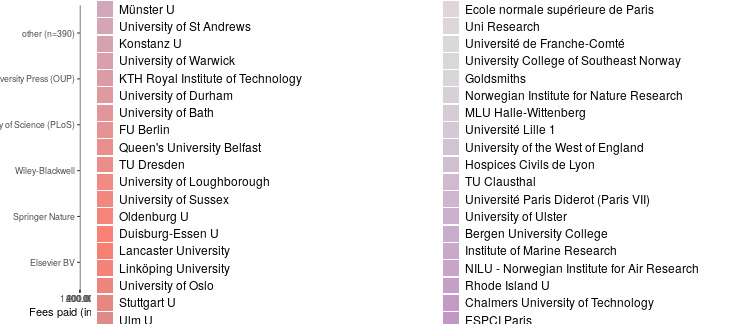 other (n=390)
versity Press (OUP)
y of Science (PLoS)
Wiley-Blackwell
Springer Nature
Elsevier BV
Fees paid (in
Münster U
University of St Andrews
Konstanz U
University of Warwick
KTH Royal Institute of Technology
University of Durham
University of Bath
FU Berlin
Queen's University Belfast
TU Dresden
University of Loughborough
University of Sussex
Oldenburg U
Duisburg-Essen U
Lancaster University
Linköping University
University of Oslo
Stuttgart U
Ulm U
Ecole normale supérieure de Paris
Uni Research
Université de Franche-Comté
University College of Southeast Norway
Goldsmiths
Norwegian Institute for Nature Research
MLU Halle-Wittenberg
Université Lille 1
University of the West of England
Hospices Civils de Lyon
TU Clausthal
Université Paris Diderot (Paris VII)
University of Ulster
Bergen University College
Institute of Marine Research
NILU - Norwegian Institute for Air Research
Rhode Island U
Chalmers University of Technology
ESPCI Paris